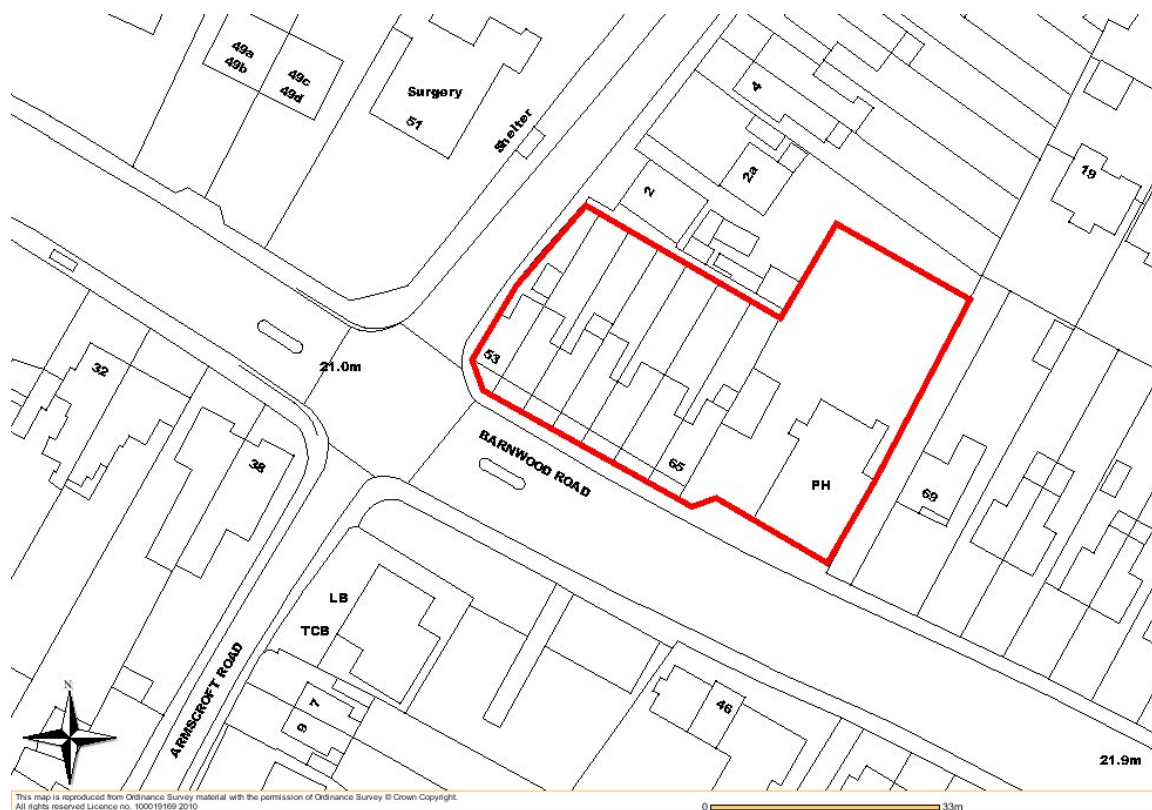 49a
49b
49c
49d
Surgery
51
Shelter
4
2
2a
19
32
21.0m
53
38
BARNWOOD ROAD
65
PH
69
LB
TCB
ARMSCROFT ROAD
7
9
46
21.9m
N
This map is reproduced from Ordnance Survey material with the permission of Ordnance Survey © Crown Copyright.
All rights reserved Licence no. 100019169 2010
0
33m